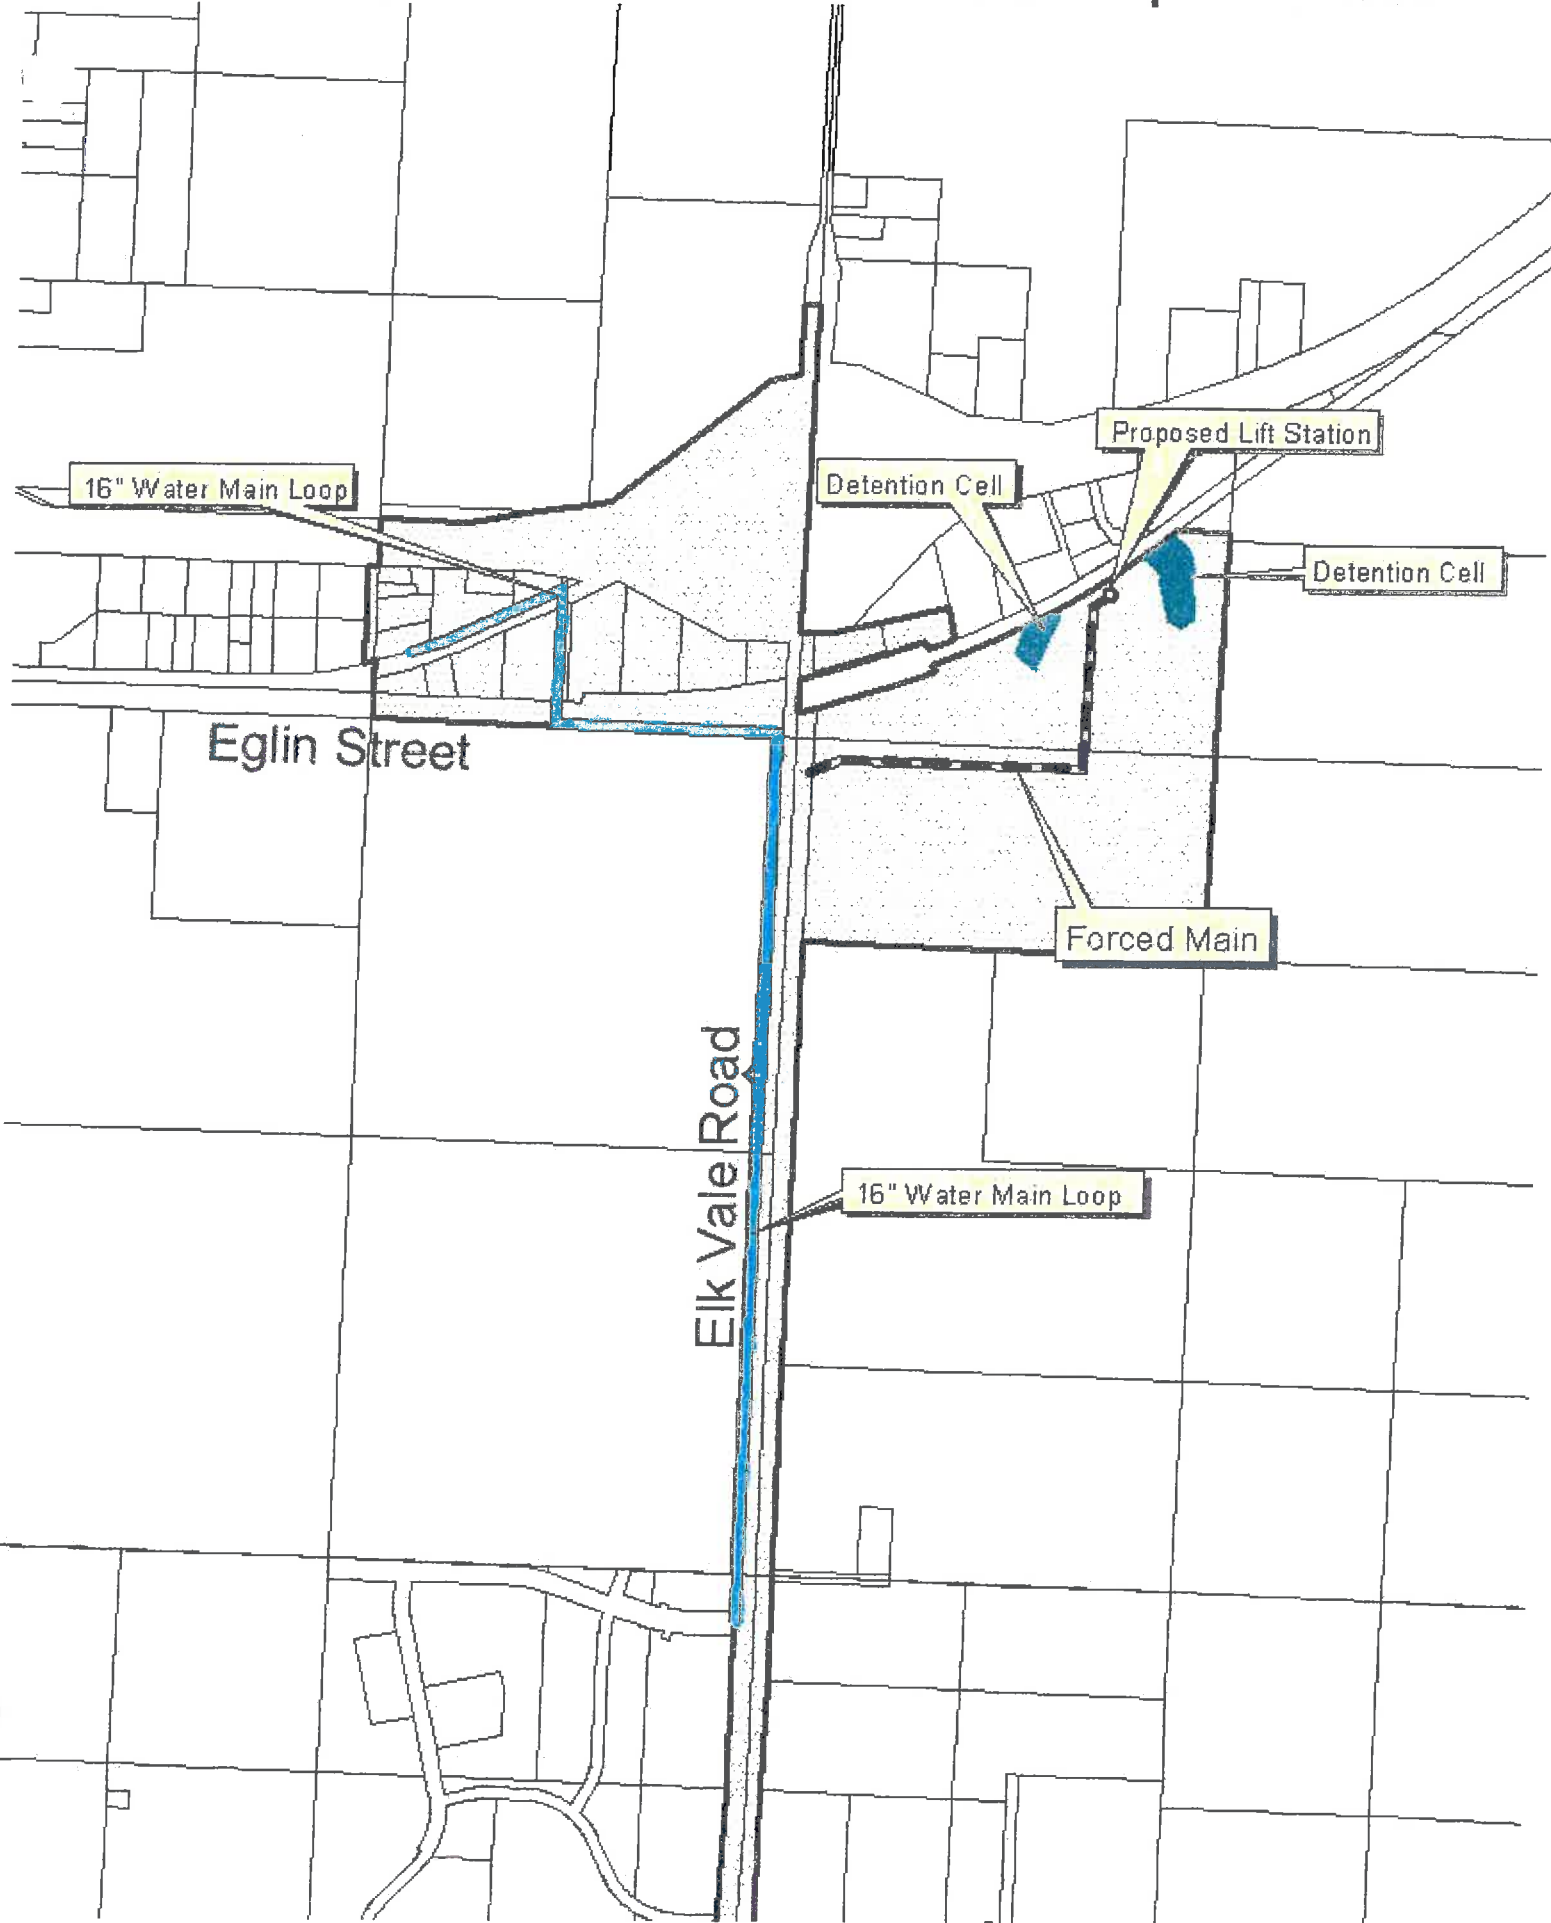 Proposed Lift Station
16" Water Main Loop
Detention Cell
Detention Cell
Eglin Street
Forced Main
Elk Vale Road
16" Water Main Loop